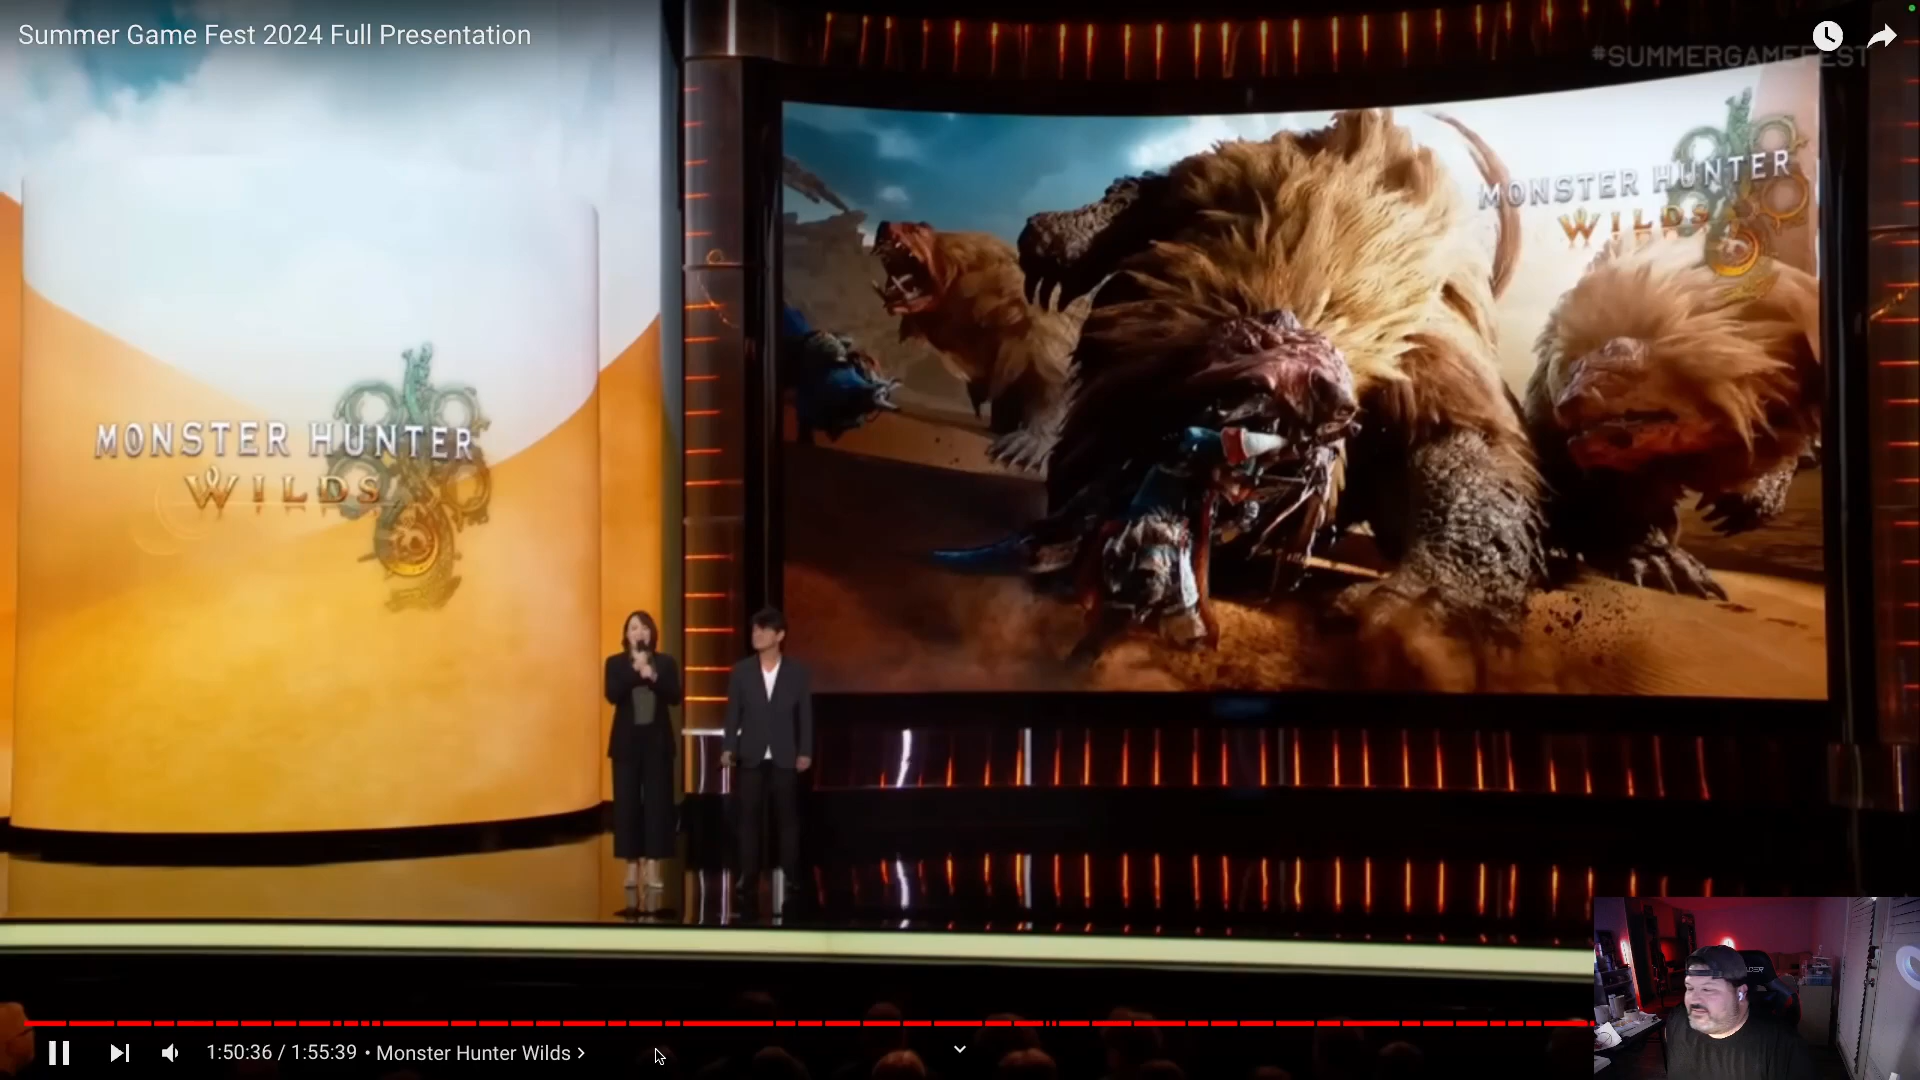 Summer Game Fest 2024 Full Presentation
#SUMMERGAMEFEST
MONSTER HUNTER
WILDS
MONSTER HUNTER
WILDS
1:50:36 / 1:55:39 • Monster Hunter Wilds >